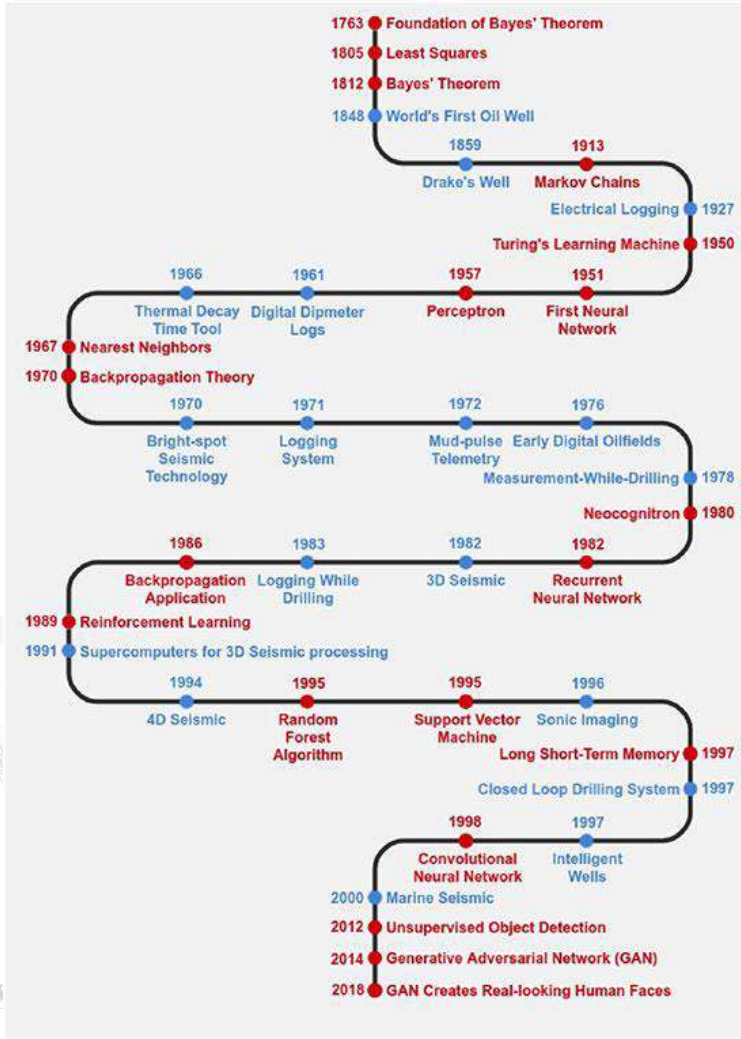 1763 Foundation of Bayes' Theorem
1805 Least Squares
1812 Bayes' Theorem
1848 World's First Oil Well
1859
Drake's Well
1913
Markov Chains
Electrical Logging 1927
Turing's Learning Machine 1950
1951
First Neural
Network
1957
Perceptron
1961
Digital Dipmeter
Logs
1966
Thermal Decay
Time Tool
1967 Nearest Neighbors
1970 Backpropagation Theory
1970
Bright-spot
Seismic
Technology
1971
Logging
System
1972
Mud-pulse
Telemetry
1976
Early Digital Oilfields
Measurement-While-Drilling 1978
Neocognitron 1980
1982
Recurrent
Neural Network
1982
3D Seismic
1983
Logging While
Drilling
1986
Backpropagation
Application
1989 Reinforcement Learning
1991 Supercomputers for 3D Seismic processing
1994
4D Seismic
1995
Random
Forest
Algorithm
1995
Support Vector
Machine
1996
Sonic Imaging
Long Short-Term Memory 1997
Closed Loop Drilling System 1997
1997
Intelligent
Wells
1998
Convolutional
Neural Network
2000 Marine Seismic
2012 Unsupervised Object Detection
2014 Generative Adversarial Network (GAN)
2018 GAN Creates Real-looking Human Faces